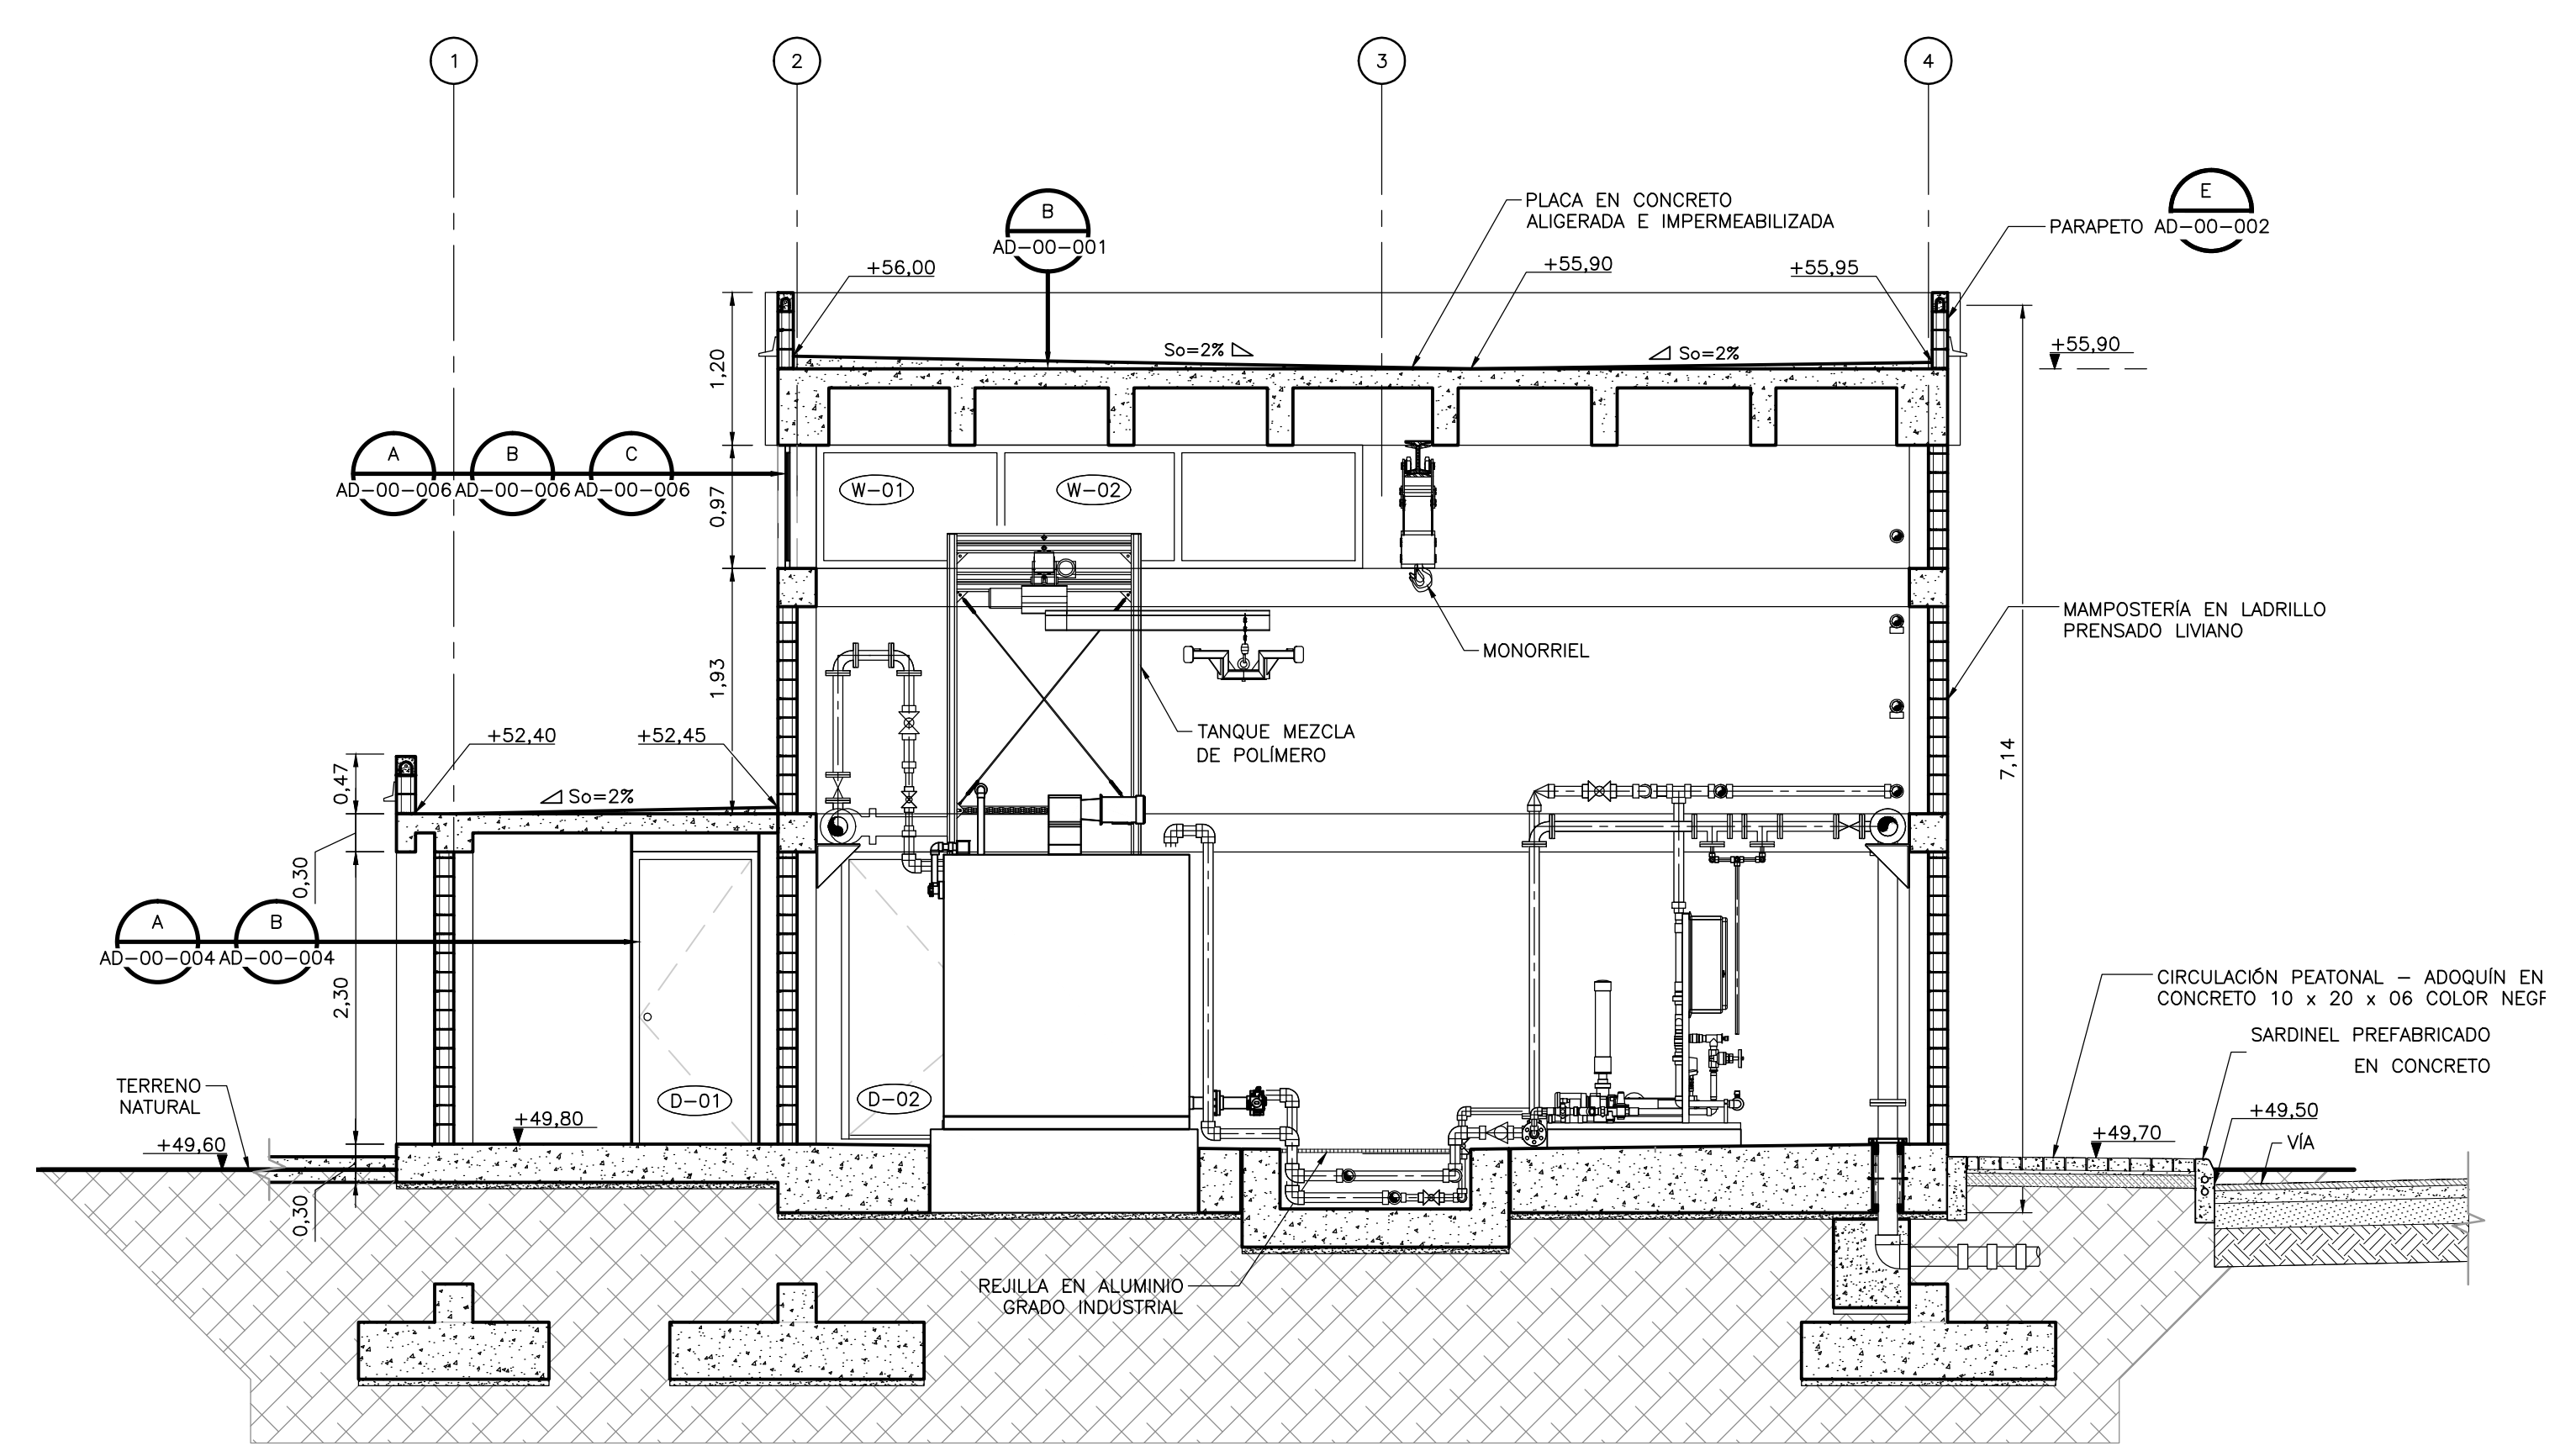 1
2
3
4
B
AD-00-001
PLACA EN CONCRETO
ALIGERADA E IMPERMEABILIZADA
E
PARAPETO AD-00-002
+56,00
+55,90
+55,95
So=2%
So=2%
+55,90
1,20
A
B
C
AD-00-006
AD-00-006
AD-00-006
W-01
W-02
0,97
MAMPOSTERÍA EN LADRILLO
PRENSADO LIVIANO
MONORRIEL
1,93
TANQUE MEZCLA
DE POLÍMERO
7,14
+52,40
+52,45
0,47
So=2%
0,30
A
B
AD-00-004
AD-00-004
2,30
CIRCULACIÓN PEATONAL – ADOQUÍN EN
CONCRETO 10 x 20 x 06 COLOR
SARDINEL PREFABRICADO
EN CONCRETO
TERRENO
NATURAL
D-01
D-02
+49,80
+49,60
+49,70
+49,50
VÍA
0,30
REJILLA EN ALUMINIO
GRADO INDUSTRIAL